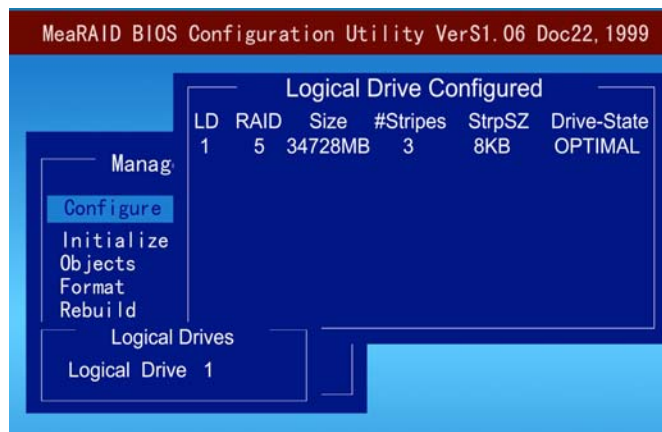 MeaRAID BIOS Configuration Utility VerS1.06 Doc22,1999
Logical Drive Configured
LD RAID Size #Stripes StrpSZ Drive-State
1 5 34728MB 3 8KB OPTIMAL
Manag
Configure
Initialize
Objects
Format
Rebuild
Logical Drives
Logical Drive 1